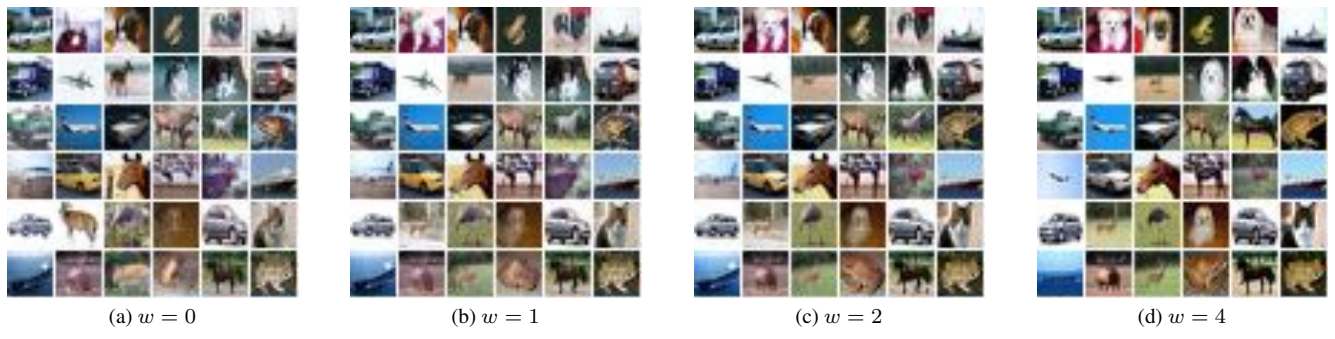 (a) w = 0 (b) w = 1 (c) w = 2 (d) w = 4